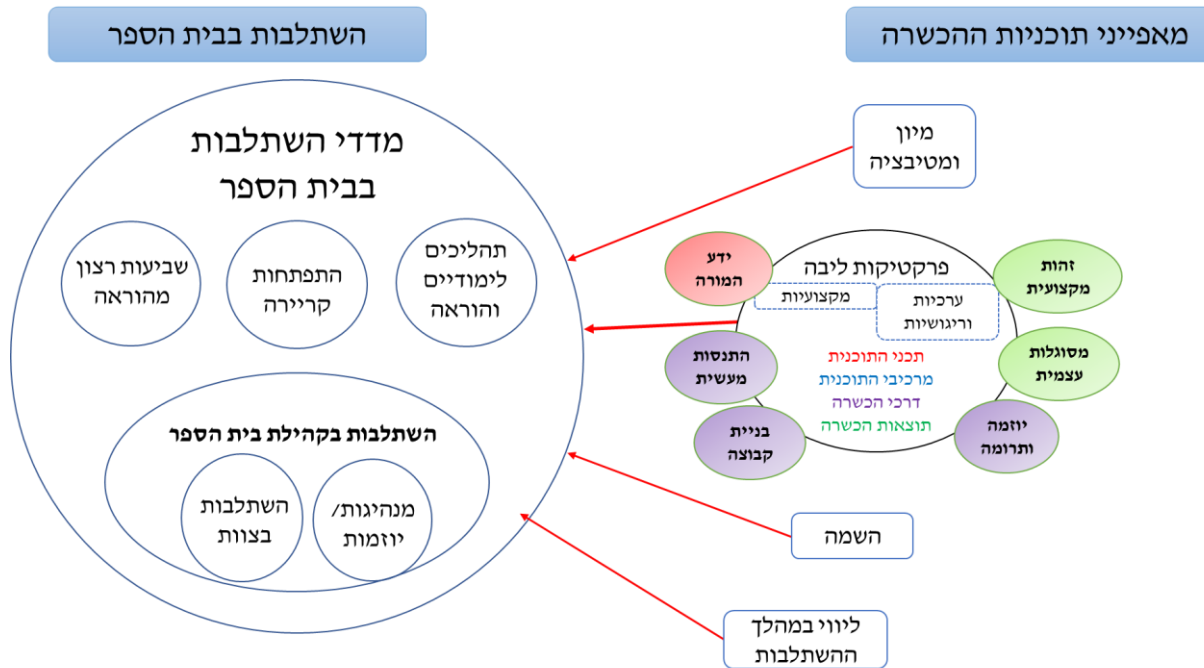 מאפייני תוכניות ההכשרה
השתלבות בבית הספר
מיון
ומטיבציה
פרקטיקות ליבה
ערכיות
וריגושיות
מקצועיות
זהות
מקצועית
ידע
המורה
מסוגלות
עצמית
התנסות
מעשית
יוזמה
ותרומה
בניית
קבוצה
תכני התוכנית
מרכיבי התוכנית
דרכי הכשרה
תוצאות הכשרה
השמה
ליווי במהלך
ההשתלבות
מדדי השתלבות
בבית הספר
תהליכים
לימודיים
והוראה
התפתחות
קריירה
שביעות רצון
מהוראה
השתלבות בקהילת בית הספר
מנהיגות/
יוזמות
השתלבות
בצוות